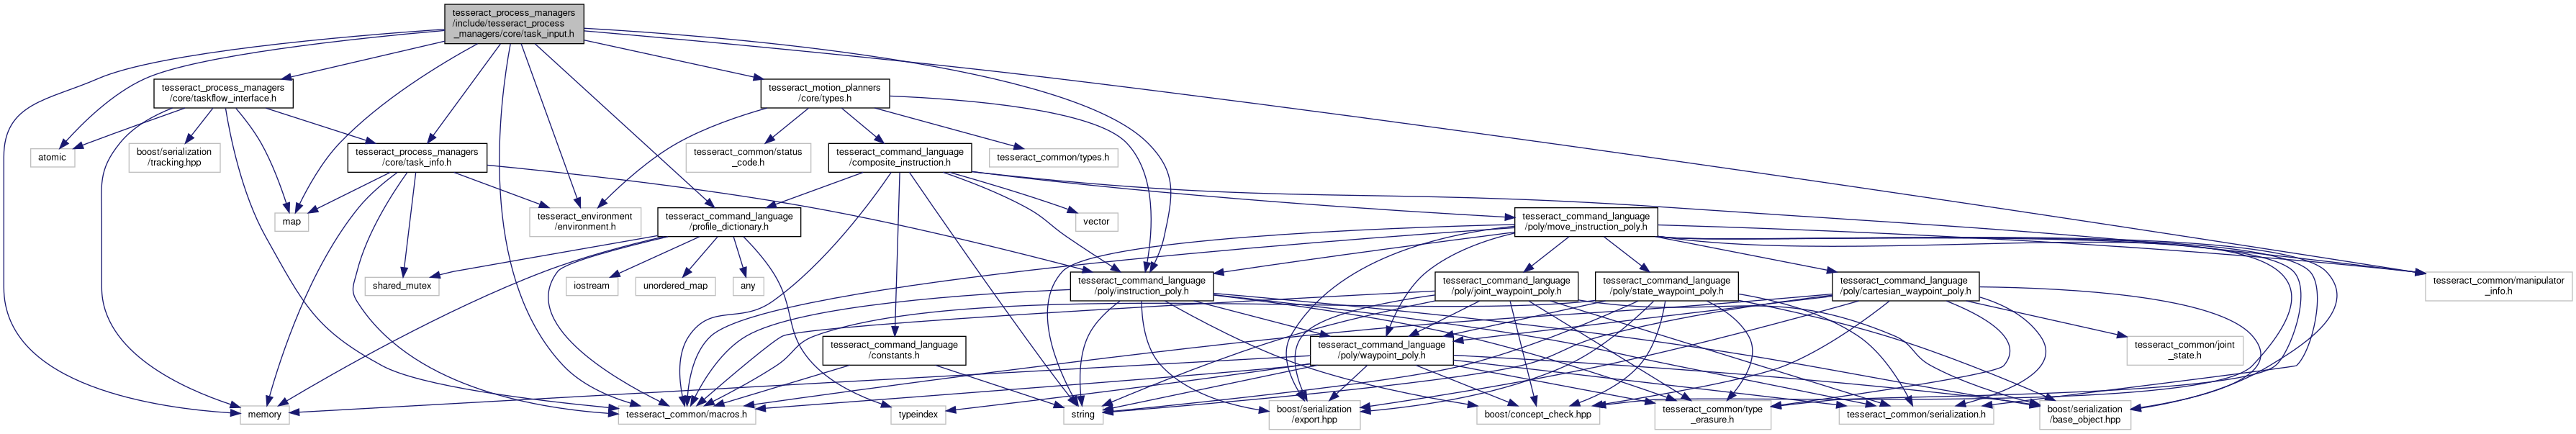 tesseract_process_managers
/include/tesseract_process
_managers/core/task_input.h
tesseract_process_managers
/core/taskflow_interface.h
tesseract_motion_planners
/core/types.h
atomic
boost/serialization
/tracking.hpp
tesseract_process_managers
/core/task_info.h
tesseract_common/status
_code.h
tesseract_command_language
/composite_instruction.h
tesseract_common/types.h
map
tesseract_environment
/environment.h
tesseract_command_language
/profile_dictionary.h
vector
tesseract_command_language
/poly/move_instruction_poly.h
shared_mutex
iostream
unordered_map
any
tesseract_command_language
/poly/instruction_poly.h
tesseract_command_language
/poly/joint_waypoint_poly.h
tesseract_command_language
/poly/state_waypoint_poly.h
tesseract_command_language
/poly/cartesian_waypoint_poly.h
tesseract_common/manipulator
_info.h
tesseract_command_language
/constants.h
tesseract_command_language
/poly/waypoint_poly.h
tesseract_common/joint
_state.h
memory
tesseract_common/macros.h
typeindex
string
boost/serialization
/export.hpp
boost/concept_check.hpp
tesseract_common/type
_erasure.h
tesseract_common/serialization.h
boost/serialization
/base_object.hpp